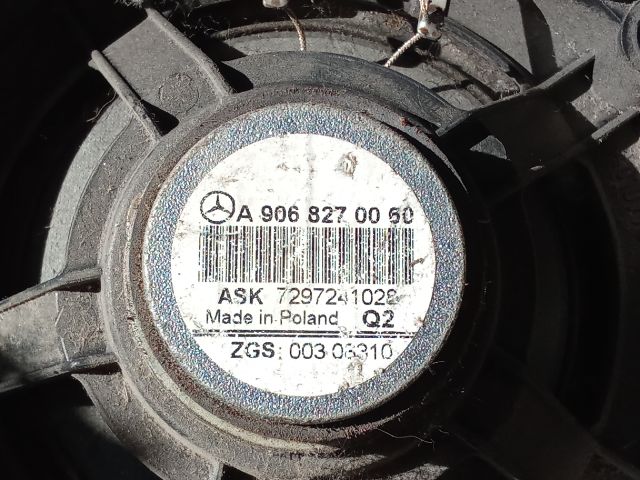 A 906 827 00 60
ASK 7297241028
Made in Poland Q2
ZGS: 003 06310